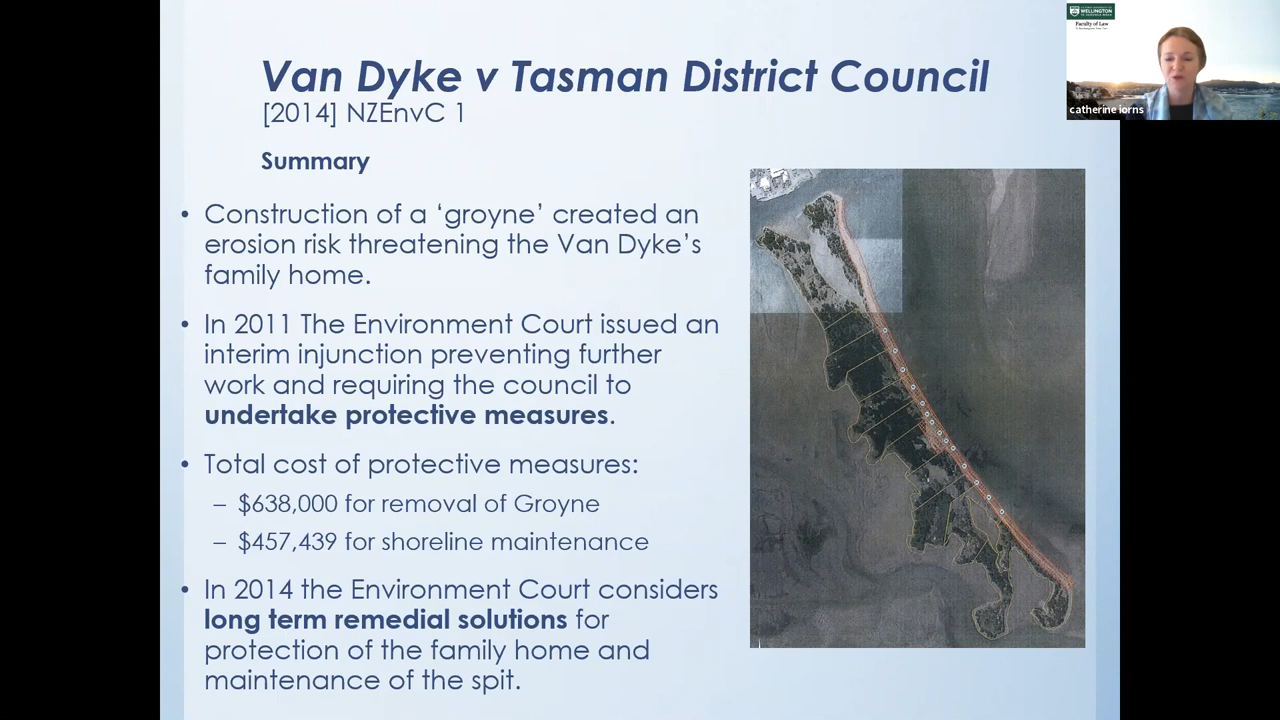 Van Dyke v Tasman District Council
[2014] NZEnvC 1
Summary
• Construction of a ‘groyne’ created an
erosion risk threatening the Van Dyke’s
family home.
• In 2011 The Environment Court issued an
interim injunction preventing further
work and requiring the council to
undertake protective measures.
• Total cost of protective measures:
– $638,000 for removal of Groyne
– $457,439 for shoreline maintenance
• In 2014 the Environment Court considers
long term remedial solutions for
protection of the family home and
maintenance of the spit.
WELLINGTON
Faculty of Law
catherine iorns